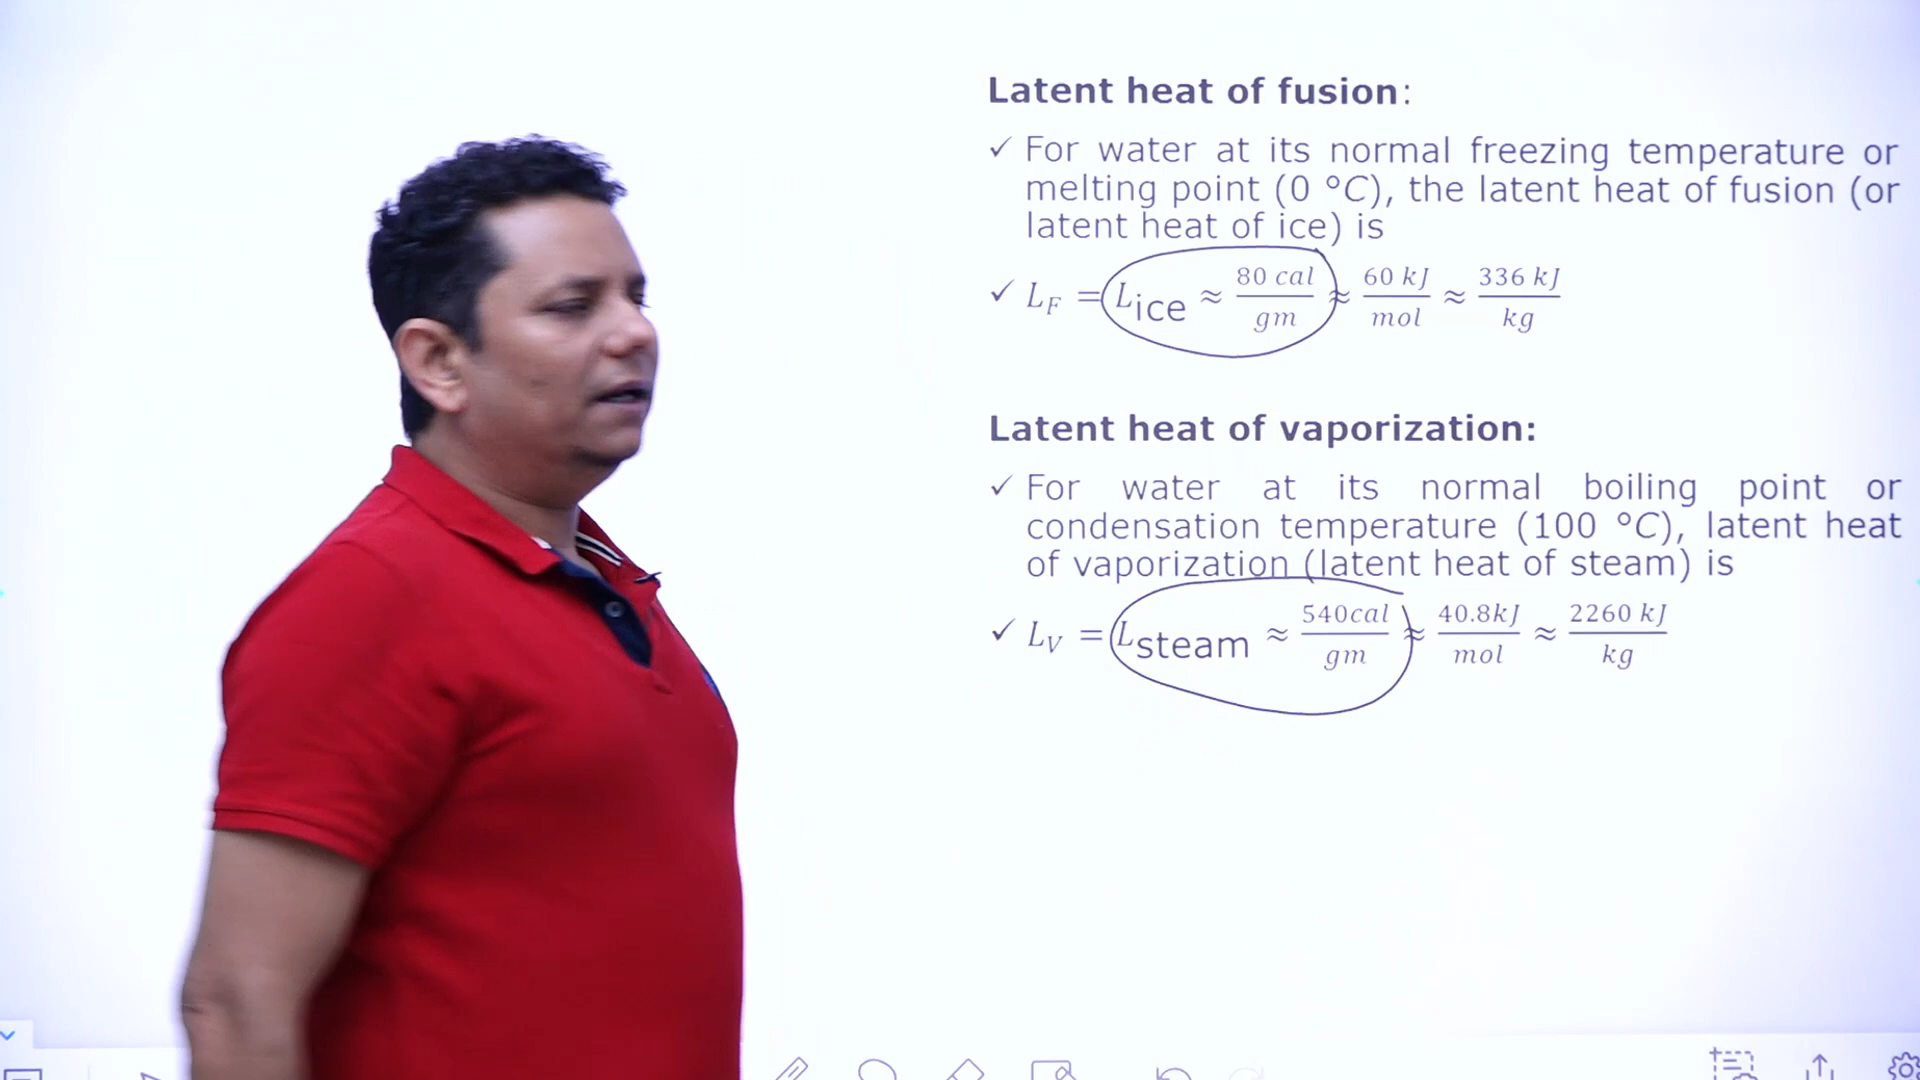 Latent heat of fusion:
✓ For water at its normal freezing temperature or
melting point (0 °C), the latent heat of fusion (or
latent heat of ice) is
✓ L_F = L_ice ≈ 80 cal/gm ≈ 60 kJ/mol ≈ 336 kJ/kg
Latent heat of vaporization:
✓ For water at its normal boiling point or
condensation temperature (100 °C), latent heat
of vaporization (latent heat of steam) is
✓ L_V = L_steam ≈ 540cal/gm ≈ 40.8kJ/mol ≈ 2260 kJ/kg